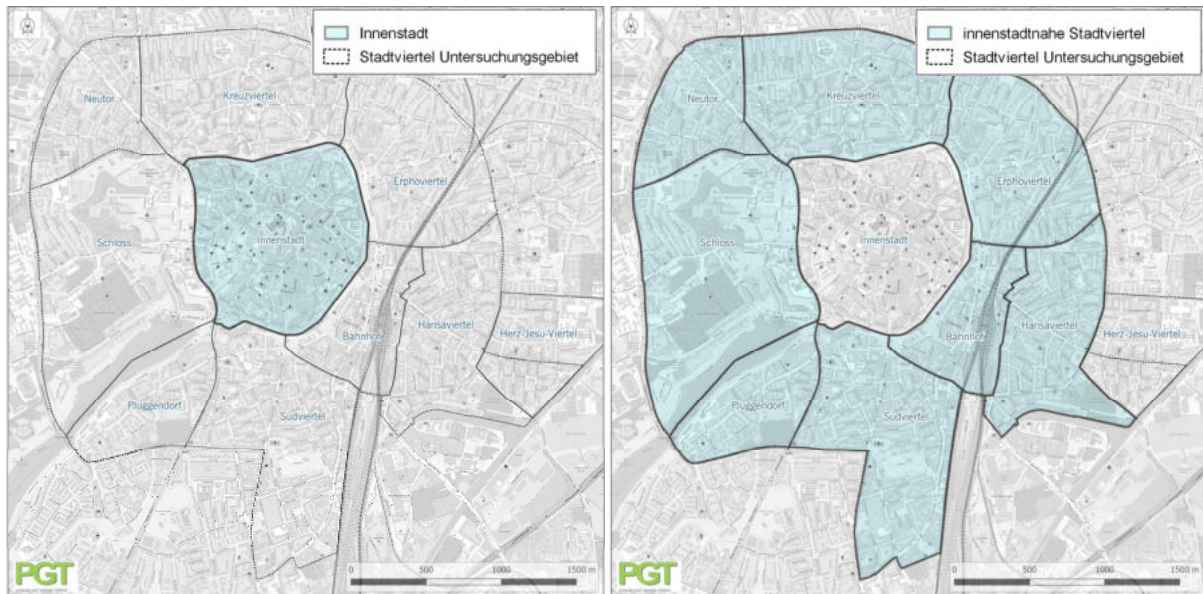 Innenstadt
Stadtviertel Untersuchungsgebiet
Neutor
Kreuzviertel
Erphoviertel
Schloss
Innenstadt
Bahnhof
Hansaviertel
Herz-Jesu-Viertel
Pluggendorf
Südviertel
PGT
0 500 1000 1500 m
innenstadtnahe Stadtviertel
Stadtviertel Untersuchungsgebiet
Neutor
Kreuzviertel
Erphoviertel
Schloss
Innenstadt
Bahnhof
Hansaviertel
Herz-Jesu-Viertel
Pluggendorf
Südviertel
PGT
0 500 1000 1500 m